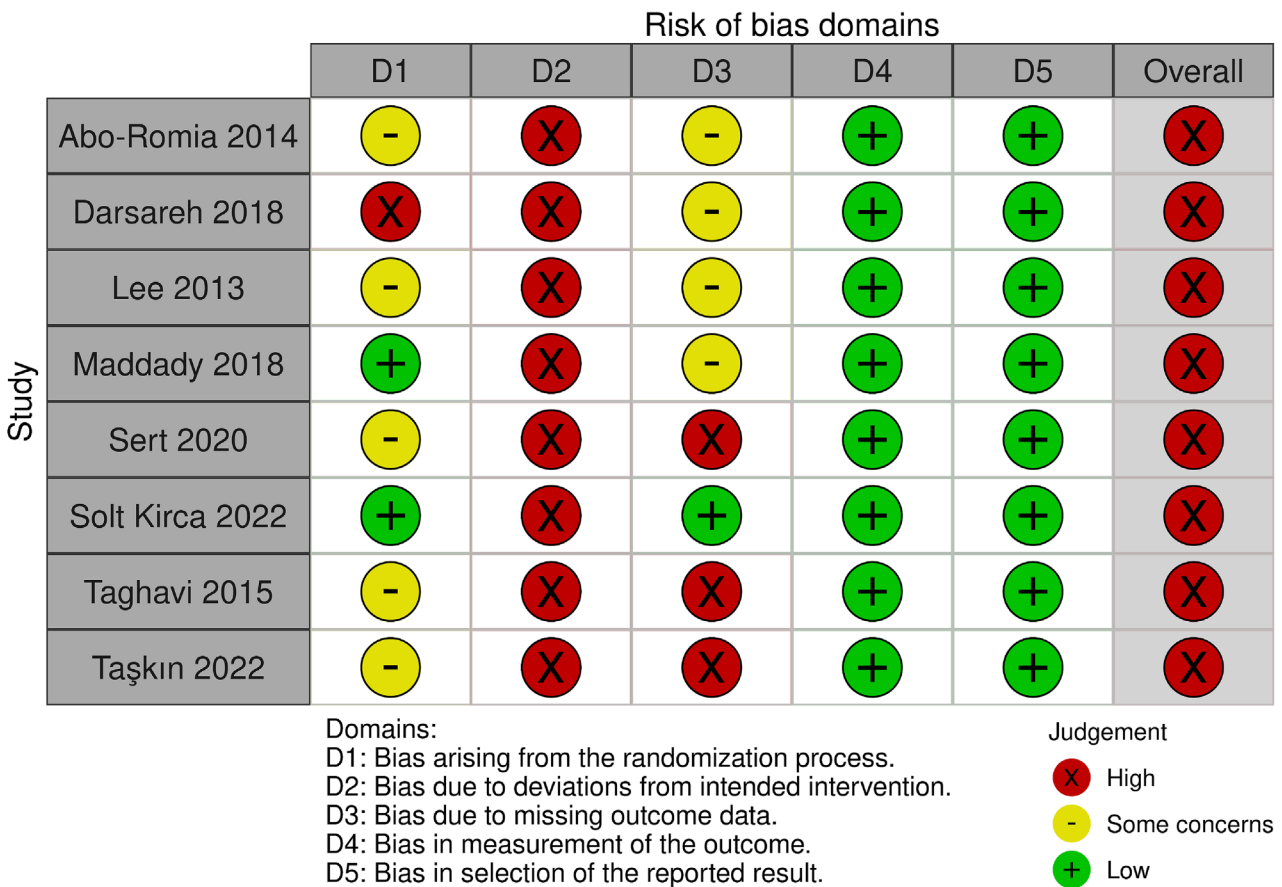 Risk of bias domains
D1 D2 D3 D4 D5 Overall
Study
Abo-Romia 2014 - X - + + X
Darsareh 2018 X X - + + X
Lee 2013 - X - + + X
Maddady 2018 + X - + + X
Sert 2020 - X X + + X
Solt Kirca 2022 + X + + + X
Taghavi 2015 - X X + + X
Taşkın 2022 - X X + + X
Domains:
D1: Bias arising from the randomization process.
D2: Bias due to deviations from intended intervention.
D3: Bias due to missing outcome data.
D4: Bias in measurement of the outcome.
D5: Bias in selection of the reported result.
Judgement
X High
- Some concerns
+ Low